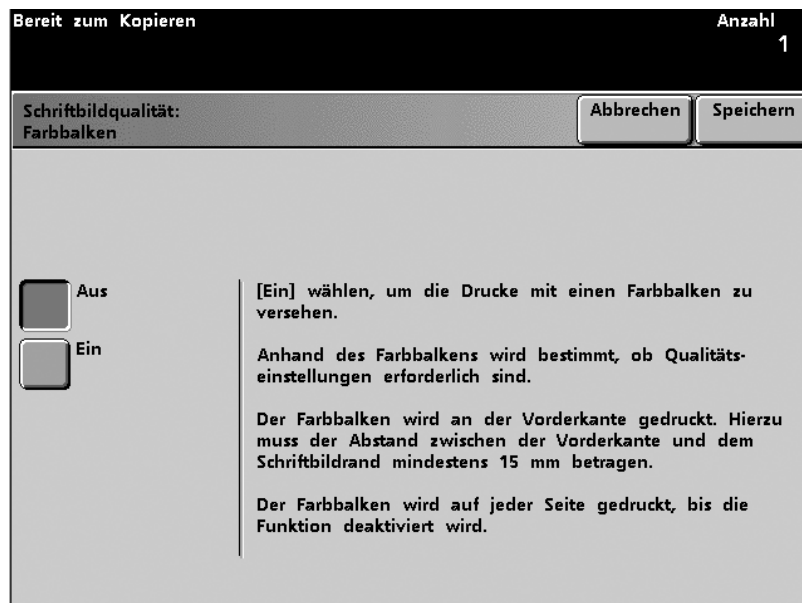 Bereit zum Kopieren
Anzahl
1
Schriftbildqualität:
Farbbalken
Abbrechen
Speichern
Aus
Ein
[Ein] wählen, um die Drucke mit einen Farbbalken zu
versehen.
Anhand des Farbbalkens wird bestimmt, ob Qualitäts-
einstellungen erforderlich sind.
Der Farbbalken wird an der Vorderkante gedruckt. Hierzu
muss der Abstand zwischen der Vorderkante und dem
Schriftbildrand mindestens 15 mm betragen.
Der Farbbalken wird auf jeder Seite gedruckt, bis die
Funktion deaktiviert wird.